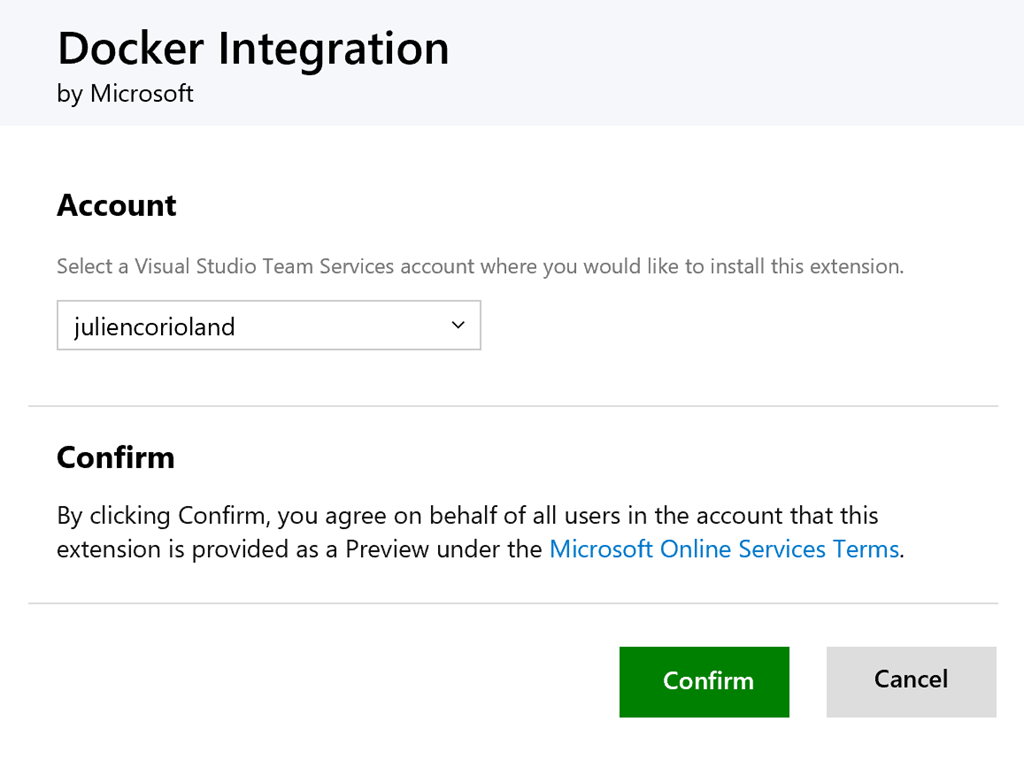 Docker Integration
by Microsoft
Account
Select a Visual Studio Team Services account where you would like to install this extension.
juliencorioland
Confirm
By clicking Confirm, you agree on behalf of all users in the account that this
extension is provided as a Preview under the Microsoft Online Services Terms.
Confirm
Cancel